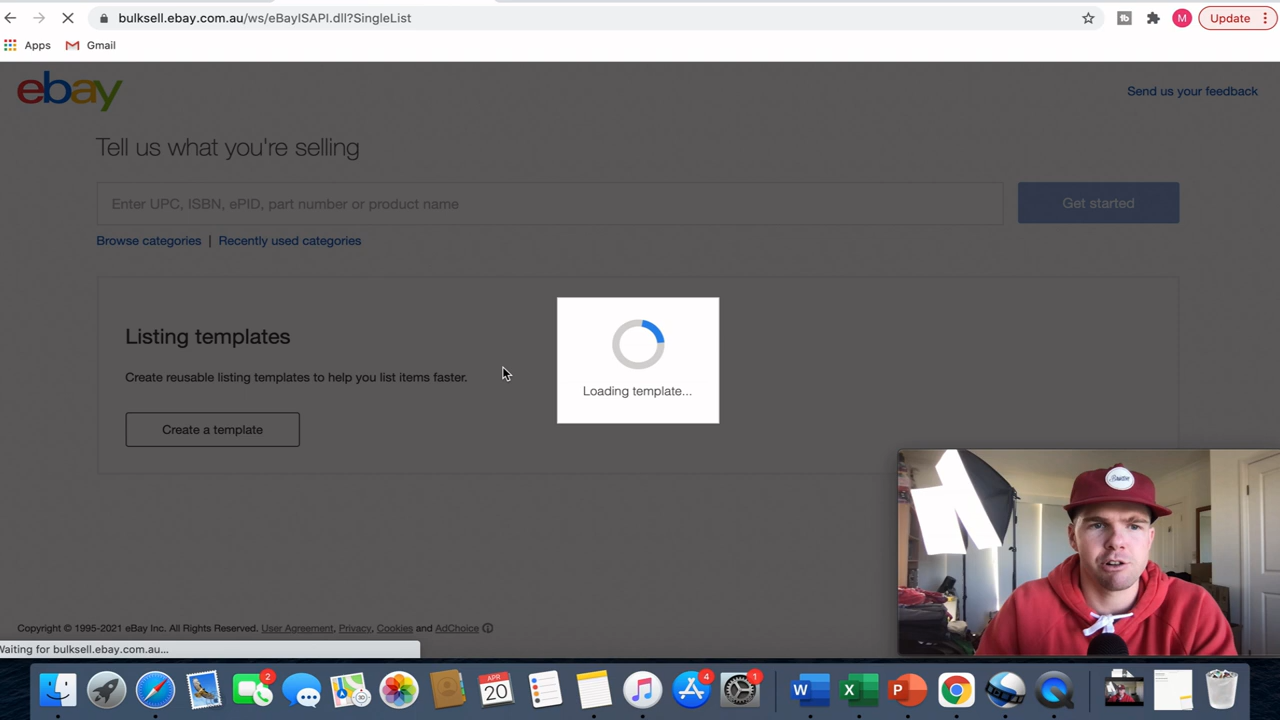 bulksell.ebay.com.au/ws/eBayISAPI.dll?SingleList
M
Update
Apps
Gmail
ebay
Send us your feedback
Tell us what you're selling
Enter UPC, ISBN, ePID, part number or product name
Get started
Browse categories | Recently used categories
Listing templates
Create reusable listing templates to help you list items faster.
Loading template...
Create a template
Copyright © 1995-2021 eBay Inc. All Rights Reserved. User Agreement, Privacy, Cookies and AdChoice
Waiting for bulksell.ebay.com.au...
2
APR
20
4
1
W
X
P